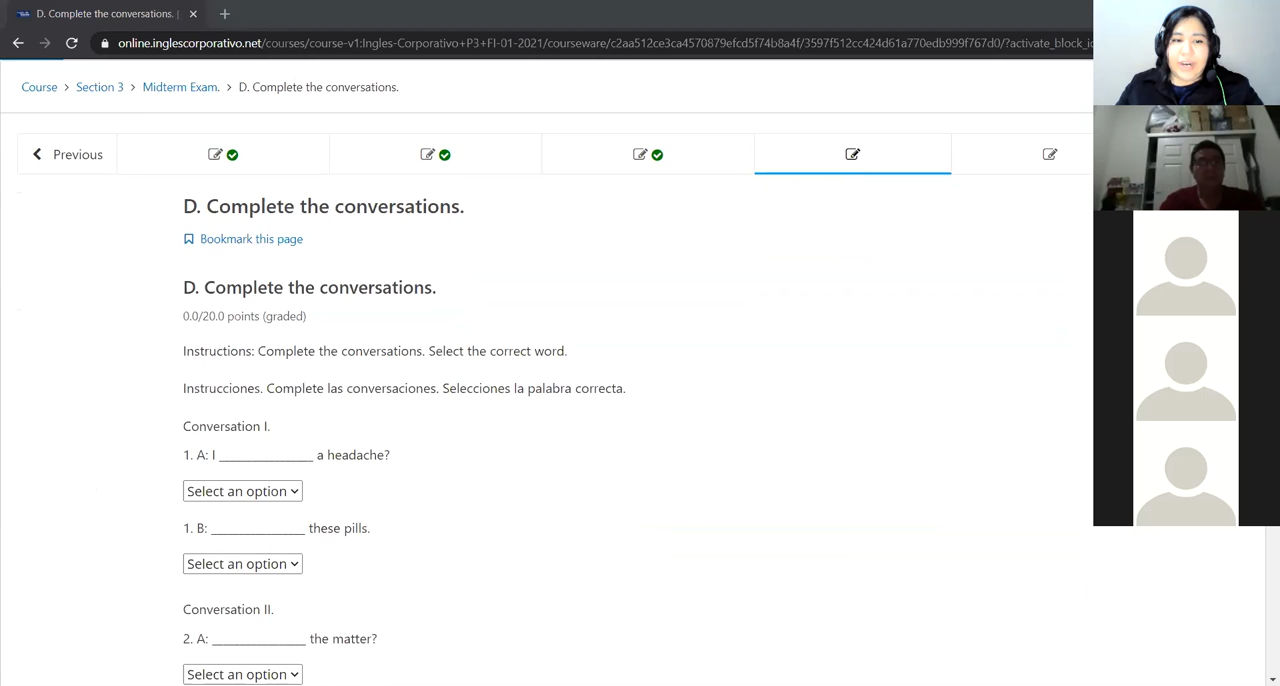 D. Complete the conversations. |
online.inglescorporativo.net/courses/course-v1:Ingles-Corporativo+P3+FI-01-2021/courseware/c2aa512ce3ca4570879efcd5f74b8a4f/3597f512cc424d61a770edb999f767d0/?activate_block_ic
Course > Section 3 > Midterm Exam. > D. Complete the conversations.
Previous
D. Complete the conversations.
Bookmark this page
D. Complete the conversations.
0.0/20.0 points (graded)
Instructions: Complete the conversations. Select the correct word.
Instrucciones. Complete las conversaciones. Selecciones la palabra correcta.
Conversation I.
1. A: I ______________ a headache?
Select an option
1. B: ______________ these pills.
Select an option
Conversation II.
2. A: ______________ the matter?
Select an option